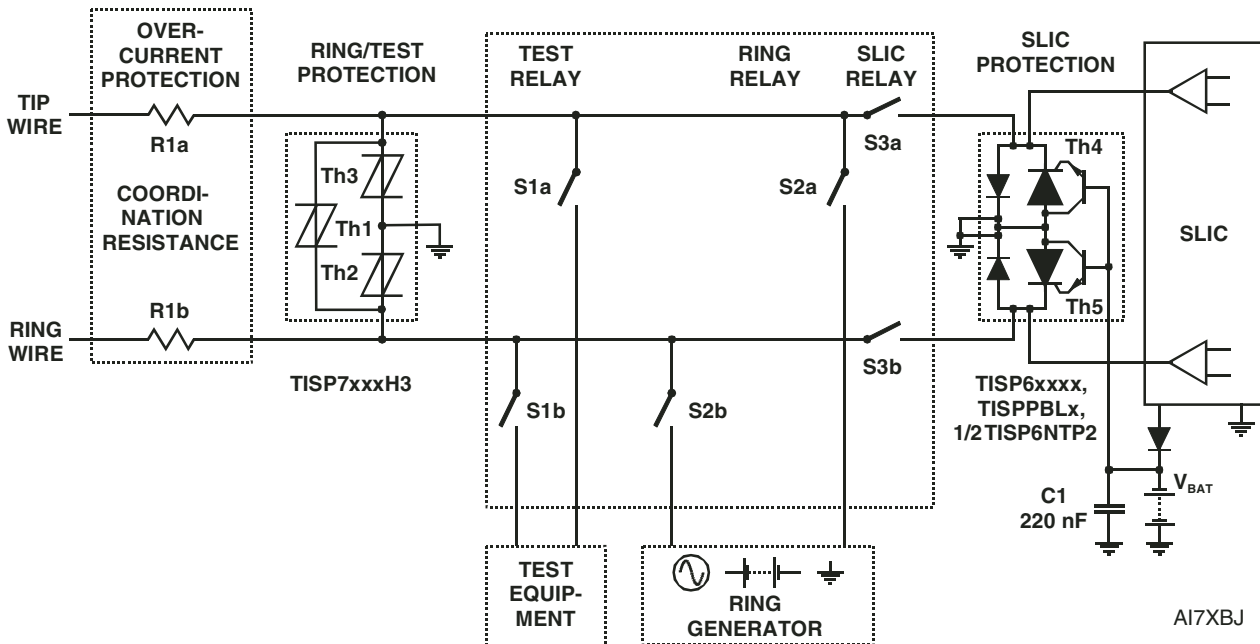 OVER-
CURRENT
PROTECTION
RING/TEST
PROTECTION
TEST
RELAY
RING
RELAY
SLIC
RELAY
SLIC
PROTECTION
TIP
WIRE
R1a
S3a
Th4
Th3
S1a
S2a
COORDI-
NATION
RESISTANCE
Th1
SLIC
Th2
Th5
R1b
RING
WIRE
S3b
TISP7xxxH3
TISP6xxxx,
TISPPBLx,
1/2 TISP6NTP2
S1b
S2b
C1
220 nF
VBAT
TEST
EQUIP-
MENT
RING
GENERATOR
AI7XBJ